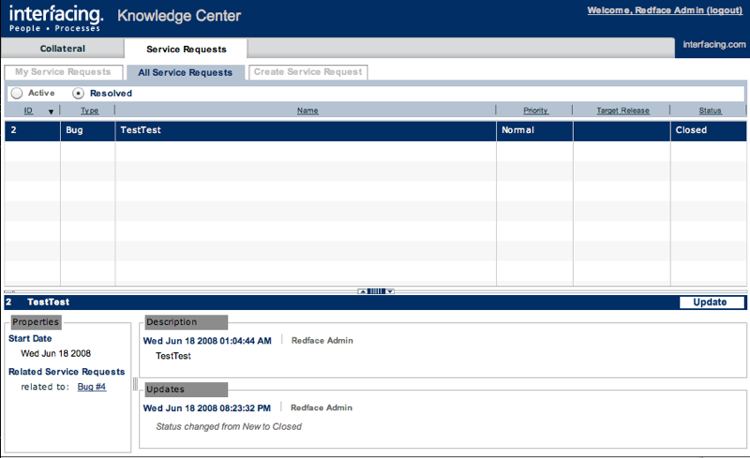 interfacing. Knowledge Center
People • Processes
Welcome, Redface Admin (logout)
Collateral Service Requests interfacing.com
My Service Requests All Service Requests Create Service Request
Active Resolved
ID Type Name Priority Target Release Status
2 Bug TestTest Normal Closed
2 TestTest Update
Properties
Start Date
Wed Jun 18 2008
Related Service Requests
related to: Bug #4
Description
Wed Jun 18 2008 01:04:44 AM Redface Admin
TestTest
Updates
Wed Jun 18 2008 08:23:32 PM Redface Admin
Status changed from New to Closed